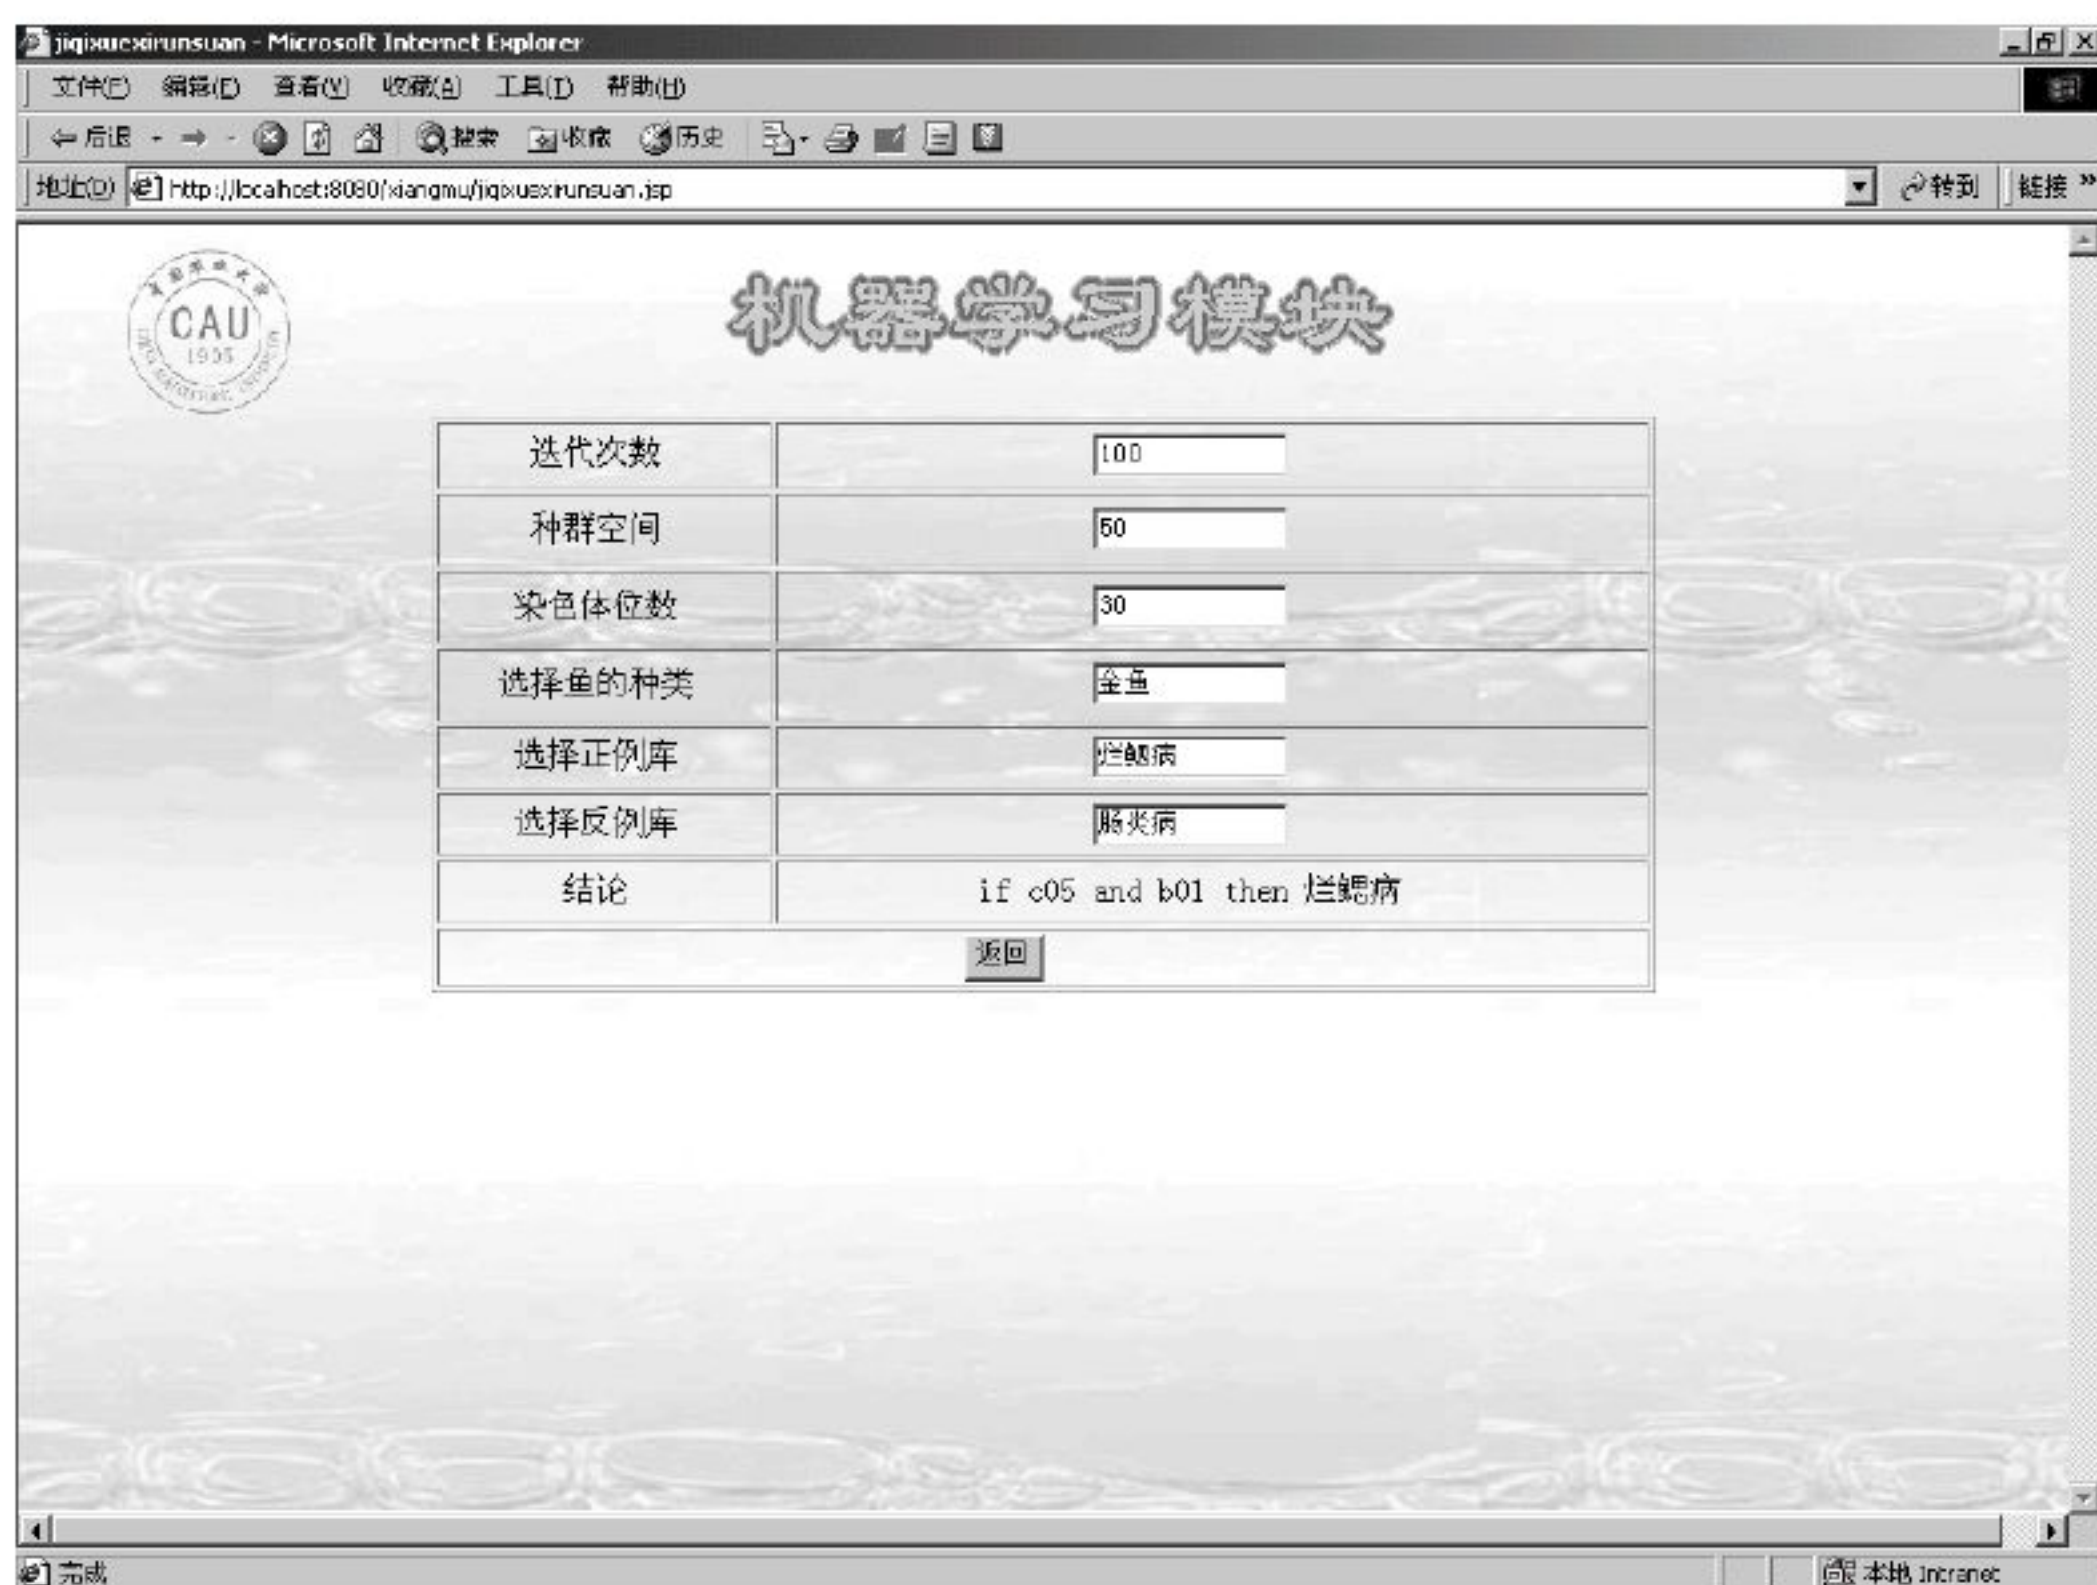 jiqixuexirunsuan - Microsoft Internet Explorer
文件(F) 编辑(E) 查看(V) 收藏(A) 工具(T) 帮助(H)
后退 搜索 收藏 历史
地址(D) http://localhost:8080/xiangmu/jiqixuexirunsuan.jsp 转到 链接 »
CAU
1905
机器学习模块
迭代次数 100
种群空间 50
染色体位数 30
选择鱼的种类 金鱼
选择正例库 烂鳃病
选择反例库 肠炎病
结论 if c05 and b01 then 烂鳃病
返回
完成 本地 Intranet